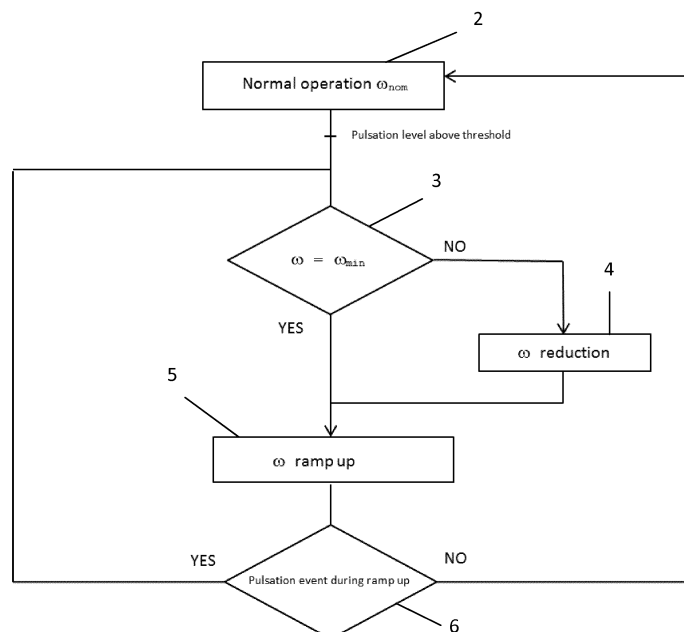 2
Normal operation ωnom
Pulsation level above threshold
3
ω = ωmin
NO
4
YES
ω reduction
5
ω ramp up
YES
NO
Pulsation event during ramp up
6